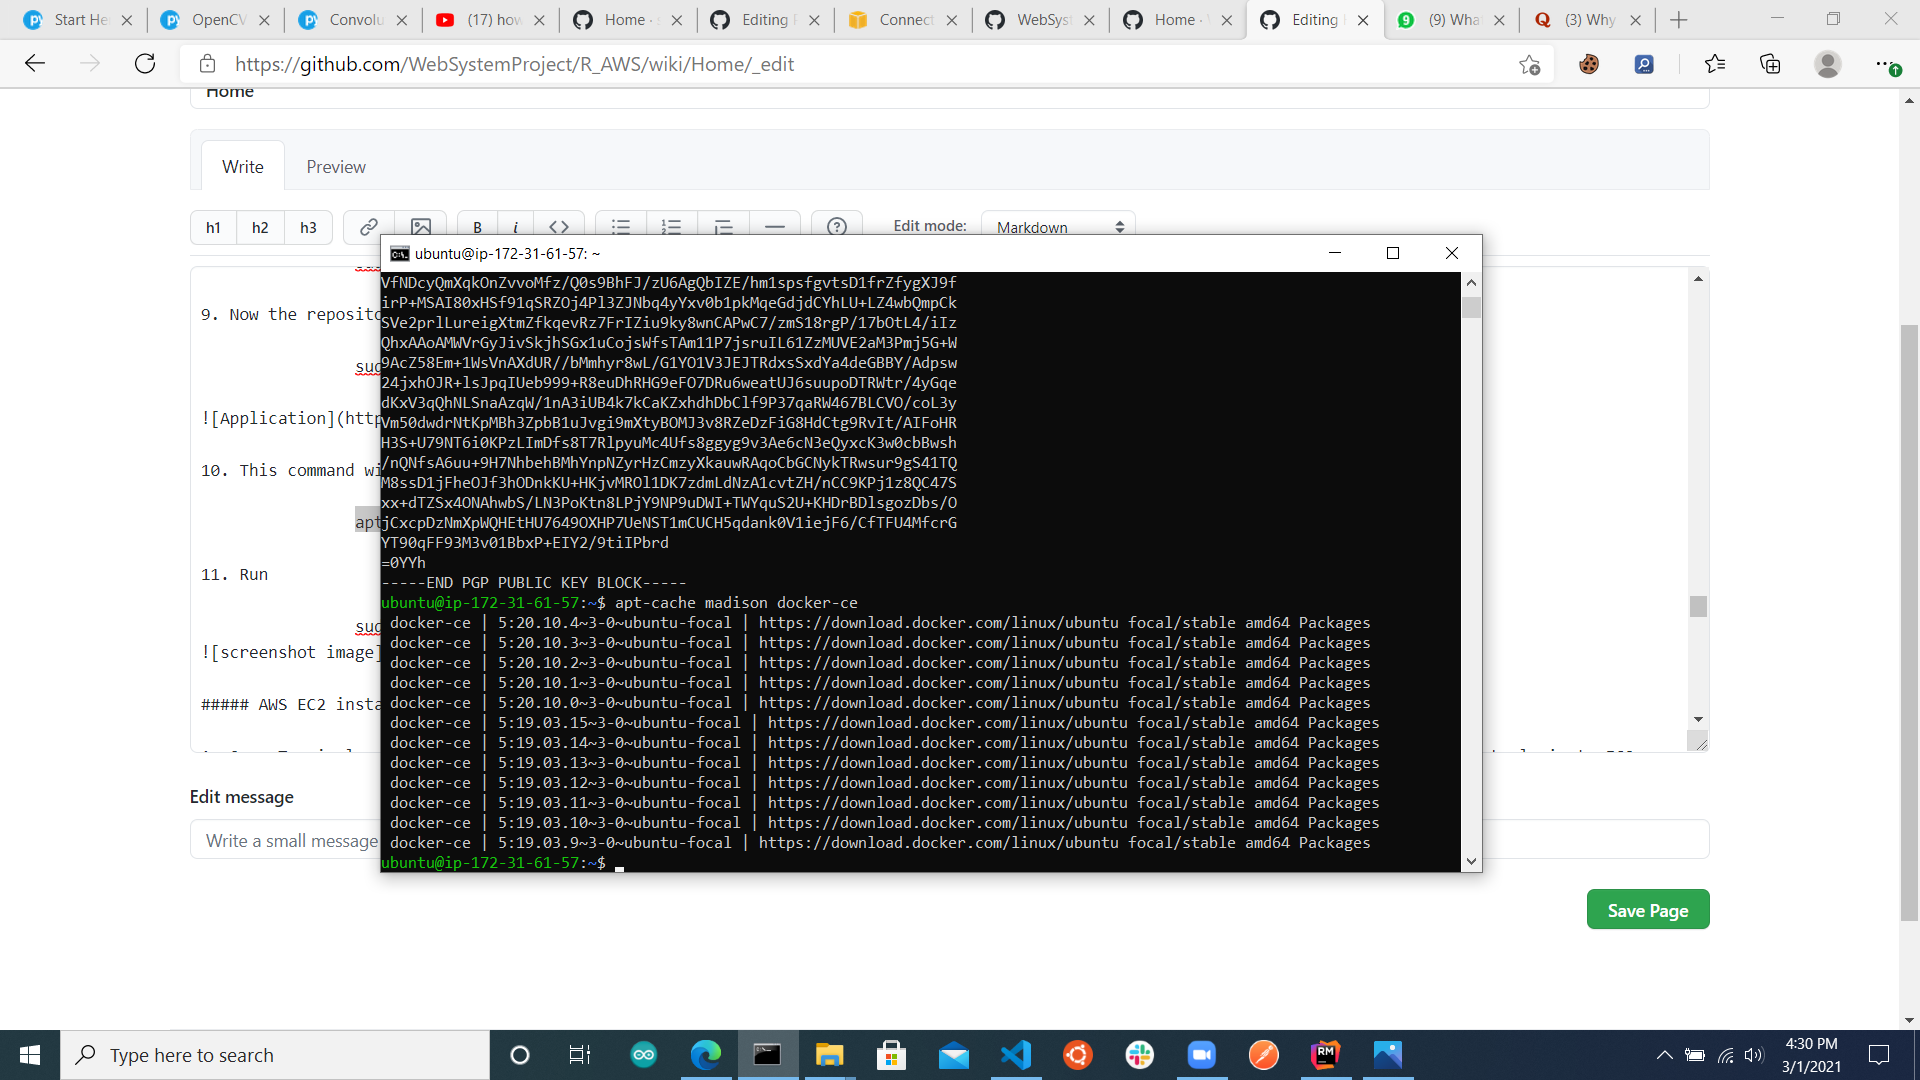 Start He
OpenCV
Convolu
(17) how
Home ·
Editing
Connect
WebSyst
Home ·
Editing
(9) Wha
(3) Why
https://github.com/WebSystemProject/R_AWS/wiki/Home/_edit
Home
Write
Preview
h1 h2 h3 B i <> Edit mode: Markdown
ubuntu@ip-172-31-61-57: ~
VfNDcyQmXqkOnZvvoMfz/Q0s9BhFJ/zU6AgQbIZE/hm1spsfgvtsD1frZfygXJ9f
irP+MSAI80xHSf91qSRZOj4Pl3ZJNbq4yYxv0b1pkMqeGdjdCYhLU+LZ4wbQmpCk
SVe2prlLureigXtmZfkqevRz7FrIZiu9ky8wnCAPwC7/zmS18rgP/17bOtL4/iIz
QhxAAoAMWVrGyJivSkjhSGx1uCojsWfsTAm11P7jsruIL61ZzMUVE2aM3Pmj5G+W
9AcZ58Em+1WsVnAXdUR//bMmhyr8wL/G1YO1V3JEJTRdxsSxdYa4deGBBY/Adpsw
24jxhOJR+lsJpqIUeb999+R8euDhRHG9eFO7DRu6weatUJ6suupoDTRWtr/4yGqe
dKxV3qQhNLSnaAzqW/1nA3iUB4k7kCaKZxhdhDbClf9P37qaRW467BLCVO/coL3y
Vm50dwdrNtKpMBh3ZpbB1uJvgi9mXtyBOMJ3v8RZeDzFiG8HdCtg9RvIt/AIFoHR
H3S+U79NT6i0KPzLImDfs8T7RlpyuMc4Ufs8ggyg9v3Ae6cN3eQyxcK3w0cbBwsh
/nQNfsA6uu+9H7NhbehBMhYnpNZyrHzCmzyXkauwRAqoCbGCNykTRwsur9gS41TQ
M8ssD1jFheOJf3hODnkKU+HKjvMROl1DK7zdmLdNzA1cvtZH/nCC9KPj1z8QC47S
xx+dTZSx4ONAhwbS/LN3PoKtn8LPjY9NP9uDWI+TWYquS2U+KHDrBDlsgozDbs/O
jCxcpDzNmXpWQHEtHU7649OXHP7UeNST1mCUCH5qdank0V1iejF6/CfTFU4MfcrG
YT90qFF93M3v01BbxP+EIY2/9tiIPbrd
=0YYh
-----END PGP PUBLIC KEY BLOCK-----
ubuntu@ip-172-31-61-57:~$ apt-cache madison docker-ce
docker-ce | 5:20.10.4~3-0~ubuntu-focal | https://download.docker.com/linux/ubuntu focal/stable amd64 Packages
docker-ce | 5:20.10.3~3-0~ubuntu-focal | https://download.docker.com/linux/ubuntu focal/stable amd64 Packages
docker-ce | 5:20.10.2~3-0~ubuntu-focal | https://download.docker.com/linux/ubuntu focal/stable amd64 Packages
docker-ce | 5:20.10.1~3-0~ubuntu-focal | https://download.docker.com/linux/ubuntu focal/stable amd64 Packages
docker-ce | 5:20.10.0~3-0~ubuntu-focal | https://download.docker.com/linux/ubuntu focal/stable amd64 Packages
docker-ce | 5:19.03.15~3-0~ubuntu-focal | https://download.docker.com/linux/ubuntu focal/stable amd64 Packages
docker-ce | 5:19.03.14~3-0~ubuntu-focal | https://download.docker.com/linux/ubuntu focal/stable amd64 Packages
docker-ce | 5:19.03.13~3-0~ubuntu-focal | https://download.docker.com/linux/ubuntu focal/stable amd64 Packages
docker-ce | 5:19.03.12~3-0~ubuntu-focal | https://download.docker.com/linux/ubuntu focal/stable amd64 Packages
docker-ce | 5:19.03.11~3-0~ubuntu-focal | https://download.docker.com/linux/ubuntu focal/stable amd64 Packages
docker-ce | 5:19.03.10~3-0~ubuntu-focal | https://download.docker.com/linux/ubuntu focal/stable amd64 Packages
docker-ce | 5:19.03.9~3-0~ubuntu-focal | https://download.docker.com/linux/ubuntu focal/stable amd64 Packages
ubuntu@ip-172-31-61-57:~$
9. Now the reposito
sud
![Application](http
10. This command wi
apt
11. Run
sud
![screenshot image]
##### AWS EC2 insta
Edit message
Write a small message
Save Page
Type here to search
4:30 PM
3/1/2021